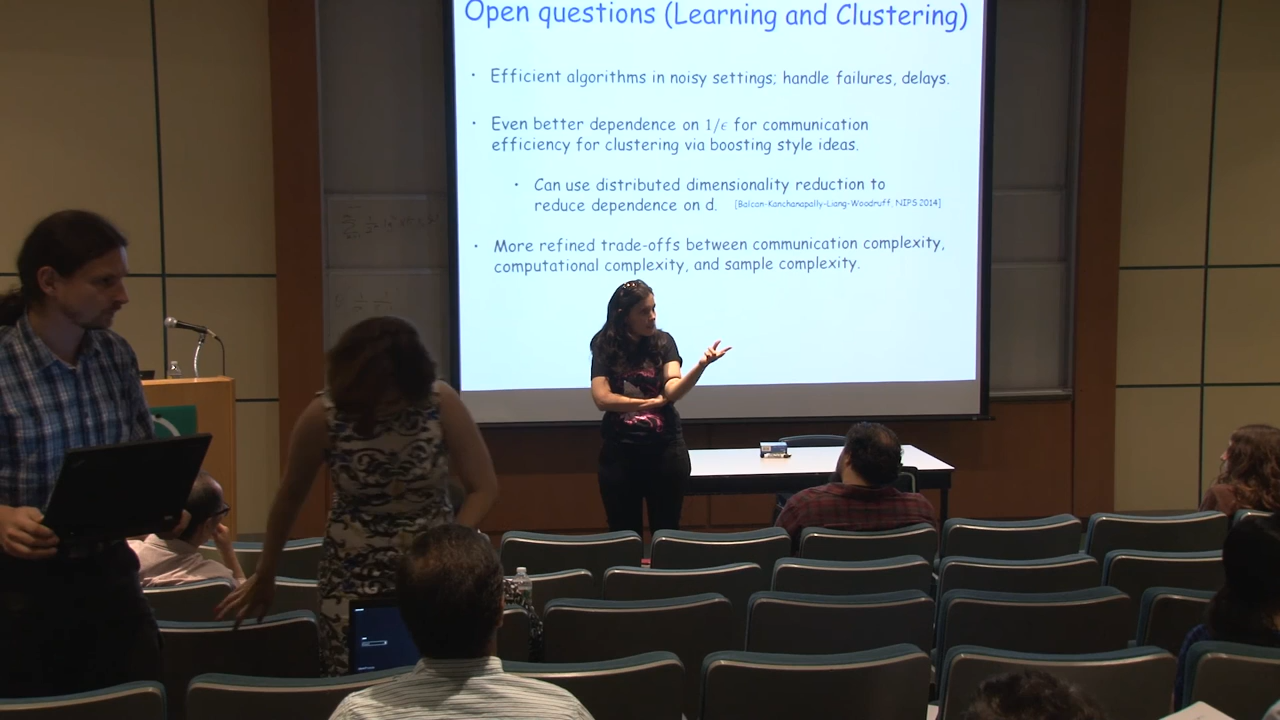 Open questions (Learning and Clustering)
• Efficient algorithms in noisy settings; handle failures, delays.
• Even better dependence on 1/ϵ for communication
efficiency for clustering via boosting style ideas.
• Can use distributed dimensionality reduction to
reduce dependence on d. [Balcan-Kanchanapally-Liang-Woodruff, NIPS 2014]
• More refined trade-offs between communication complexity,
computational complexity, and sample complexity.